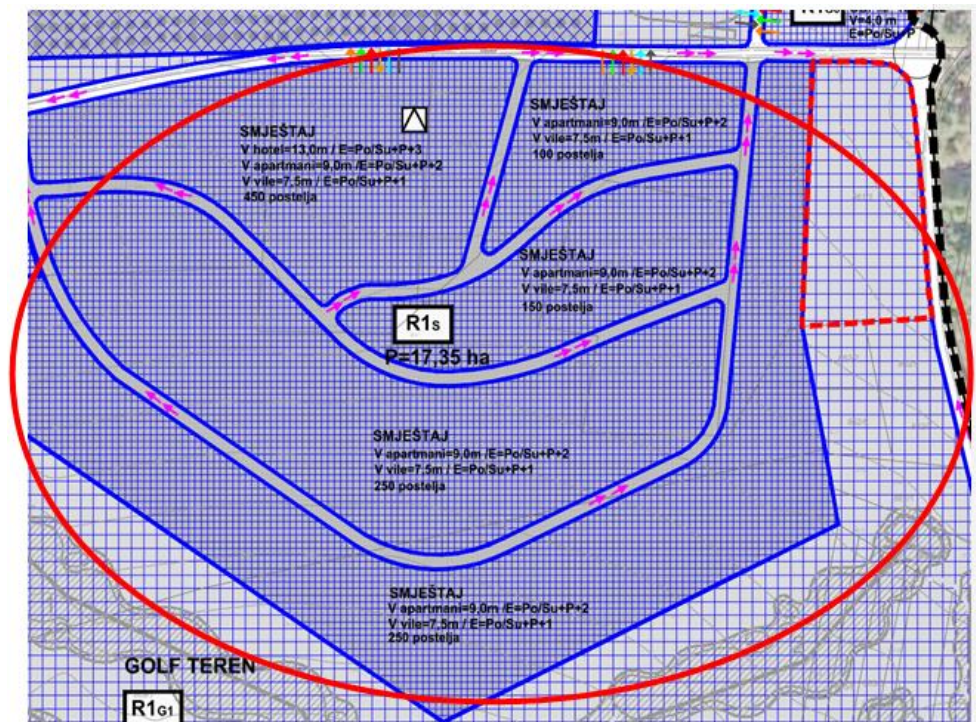 V=4,0 m
E=Po/Su+P
SMJEŠTAJ
V hotel=13,0m / E=Po/Su+P+3
V apartmani=9,0m /E=Po/Su+P+2
V vile=7,5m / E=Po/Su+P+1
450 postelja
SMJEŠTAJ
V apartmani=9,0m /E=Po/Su+P+2
V vile=7,5m / E=Po/Su+P+1
100 postelja
SMJEŠTAJ
V apartmani=9,0m /E=Po/Su+P+2
V vile=7,5m / E=Po/Su+P+1
150 postelja
R1s
P=17,35 ha
SMJEŠTAJ
V apartmani=9,0m /E=Po/Su+P+2
V vile=7,5m / E=Po/Su+P+1
250 postelja
SMJEŠTAJ
V apartmani=9,0m /E=Po/Su+P+2
V vile=7,5m / E=Po/Su+P+1
250 postelja
GOLF TEREN
R1G1